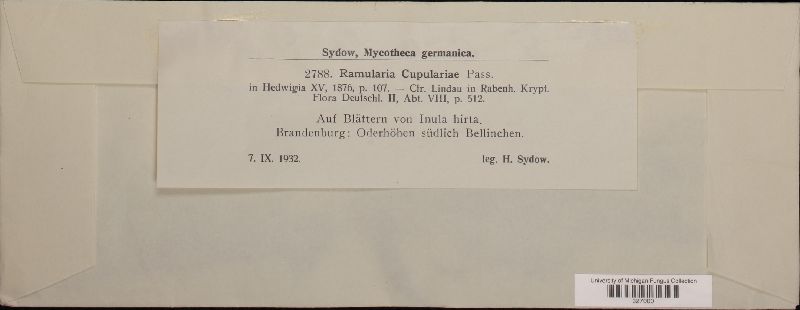 Sydow, Mycotheca germanica.
2788. Ramularia Cupulariae Pass.
in Hedwigia XV, 1876, p. 107. — Cfr. Lindau in Rabenh. Krypt.
Flora Deutschl. II, Abt. VIII, p. 512.
Auf Blättern von Inula hirta.
Brandenburg: Oderhöhen südlich Bellinchen.
7. IX. 1932. leg. H. Sydow.
University of Michigan Fungus Collection